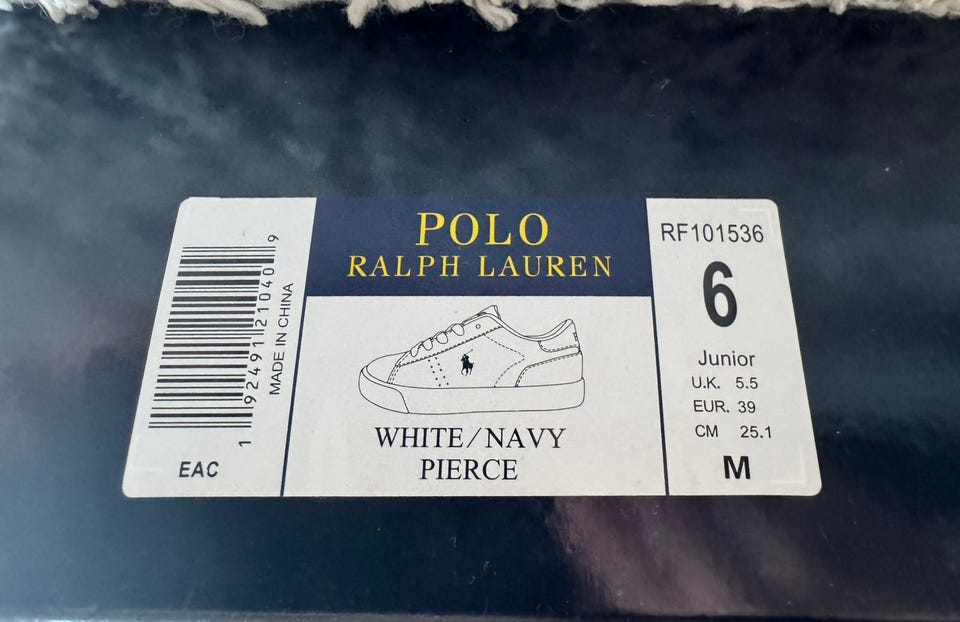 1 92491 21040 9
MADE IN CHINA
EAC
POLO
RALPH LAUREN
WHITE/NAVY
PIERCE
RF101536
6
Junior
U.K. 5.5
EUR. 39
CM 25.1
M